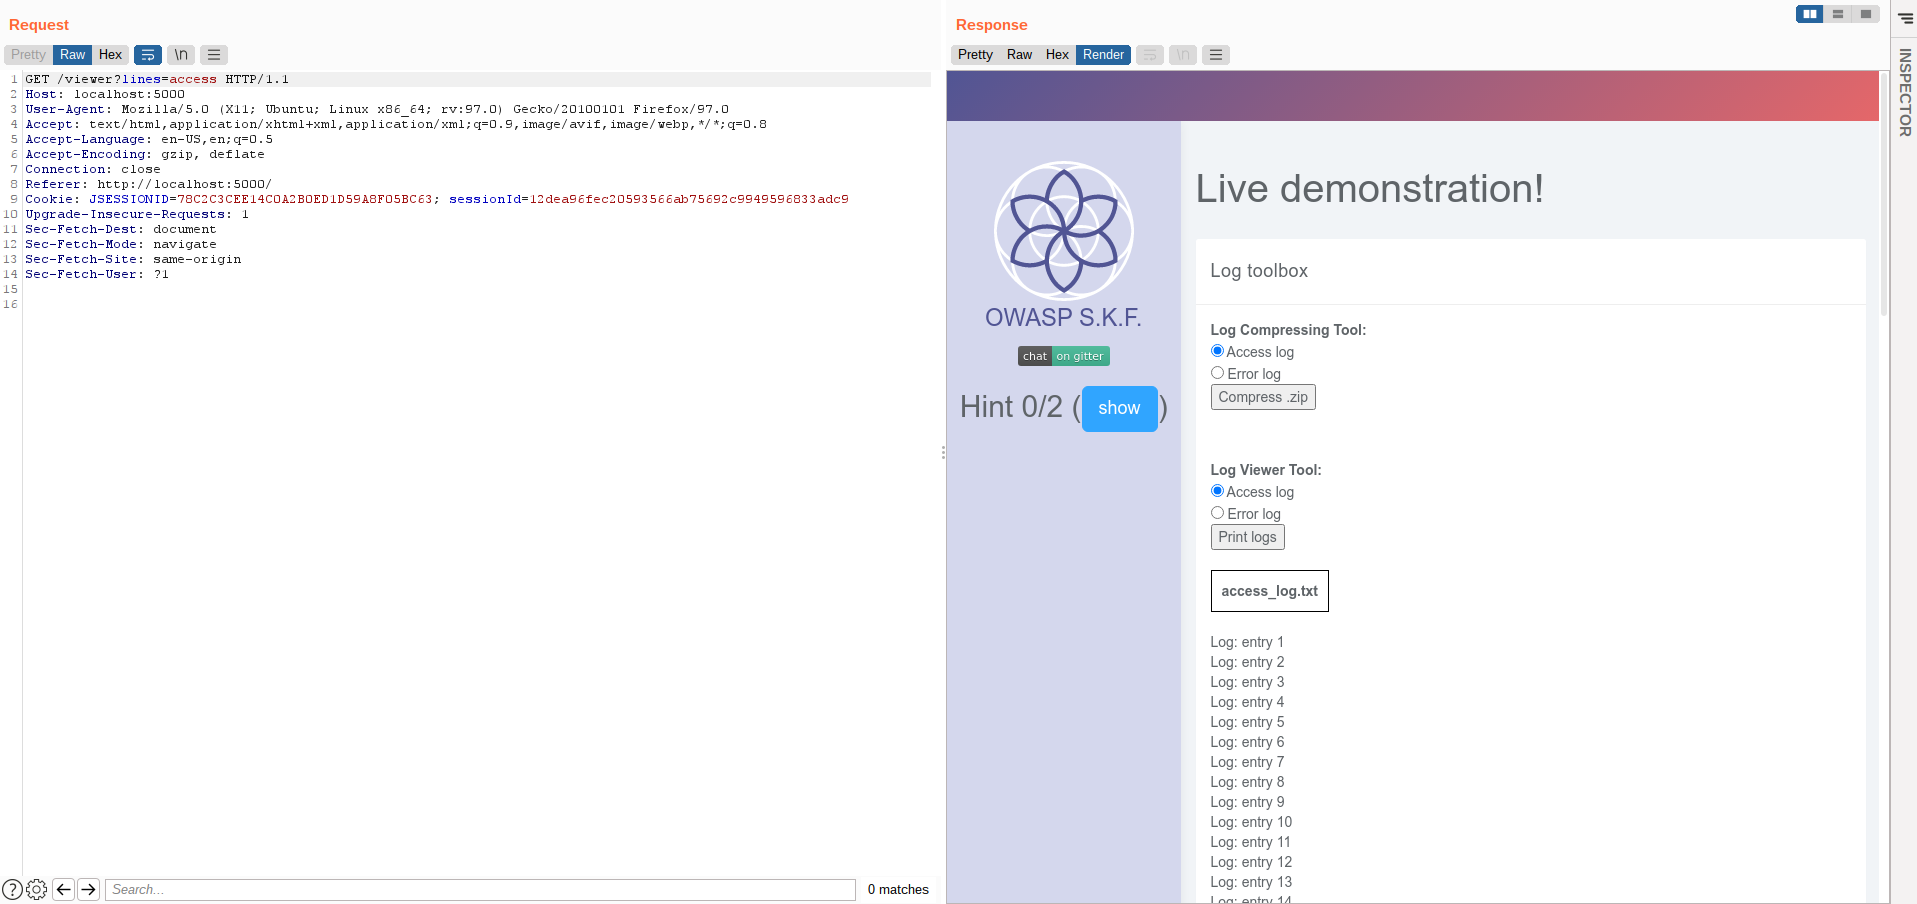 Request
Pretty Raw Hex \n
1 GET /viewer?lines=access HTTP/1.1
2 Host: localhost:5000
3 User-Agent: Mozilla/5.0 (X11; Ubuntu; Linux x86_64; rv:97.0) Gecko/20100101 Firefox/97.0
4 Accept: text/html,application/xhtml+xml,application/xml;q=0.9,image/avif,image/webp,*/*;q=0.8
5 Accept-Language: en-US,en;q=0.5
6 Accept-Encoding: gzip, deflate
7 Connection: close
8 Referer: http://localhost:5000/
9 Cookie: JSESSIONID=78C2C3CEE14C0A2B0ED1D59A8F05BC63; sessionId=12dea96fec20593566ab75692c9949596833adc9
10 Upgrade-Insecure-Requests: 1
11 Sec-Fetch-Dest: document
12 Sec-Fetch-Mode: navigate
13 Sec-Fetch-Site: same-origin
14 Sec-Fetch-User: ?1
15
16
? Search... 0 matches
Response
Pretty Raw Hex Render \n
OWASP S.K.F.
chat on gitter
Hint 0/2 (show)
Live demonstration!
Log toolbox
Log Compressing Tool:
Access log
Error log
Compress .zip
Log Viewer Tool:
Access log
Error log
Print logs
access_log.txt
Log: entry 1
Log: entry 2
Log: entry 3
Log: entry 4
Log: entry 5
Log: entry 6
Log: entry 7
Log: entry 8
Log: entry 9
Log: entry 10
Log: entry 11
Log: entry 12
Log: entry 13
Log: entry 14
INSPECTOR